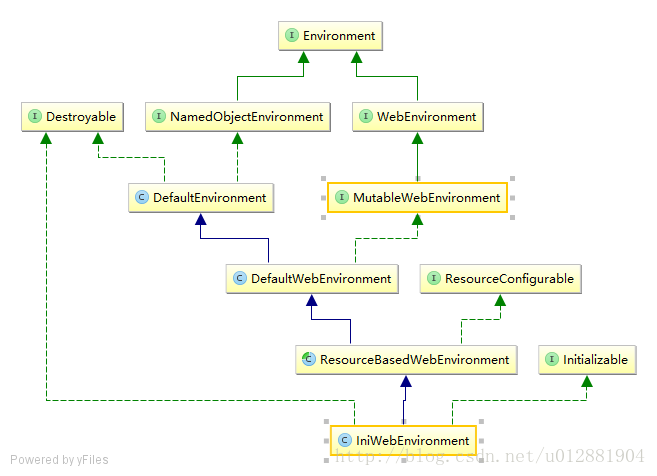 I Environment
I Destroyable
I NamedObjectEnvironment
I WebEnvironment
C DefaultEnvironment
I MutableWebEnvironment
C DefaultWebEnvironment
I ResourceConfigurable
C ResourceBasedWebEnvironment
I Initializable
C IniWebEnvironment
Powered by yFiles
http://blog.csdn.net/u012881904